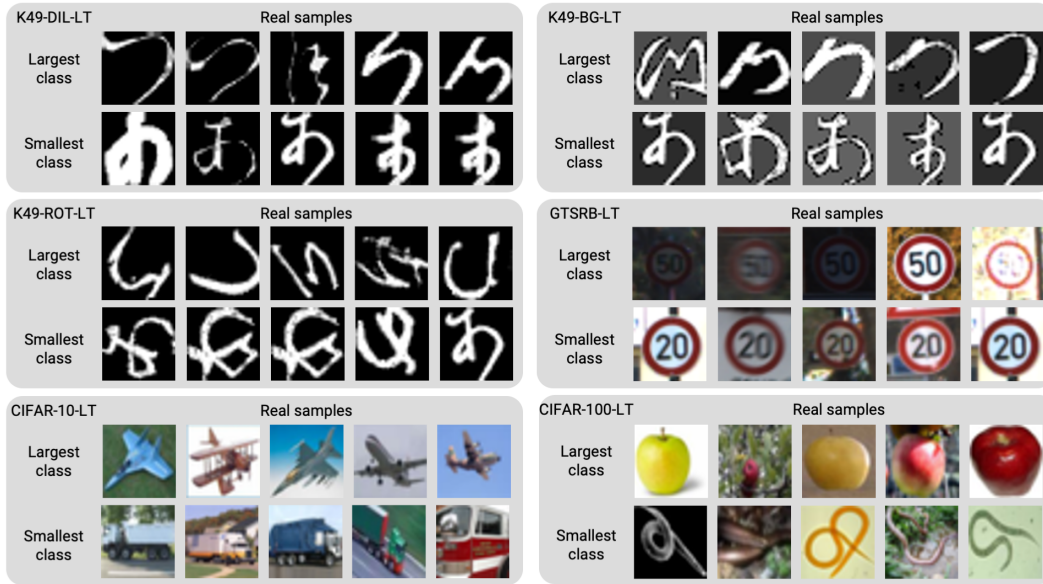 K49-DIL-LT
Real samples
Largest
class
Smallest
class
K49-BG-LT
Real samples
Largest
class
Smallest
class
K49-ROT-LT
Real samples
Largest
class
Smallest
class
GTSRB-LT
Real samples
Largest
class
50
50
50
50
50
Smallest
class
20
20
20
20
20
CIFAR-10-LT
Real samples
Largest
class
Smallest
class
CIFAR-100-LT
Real samples
Largest
class
Smallest
class